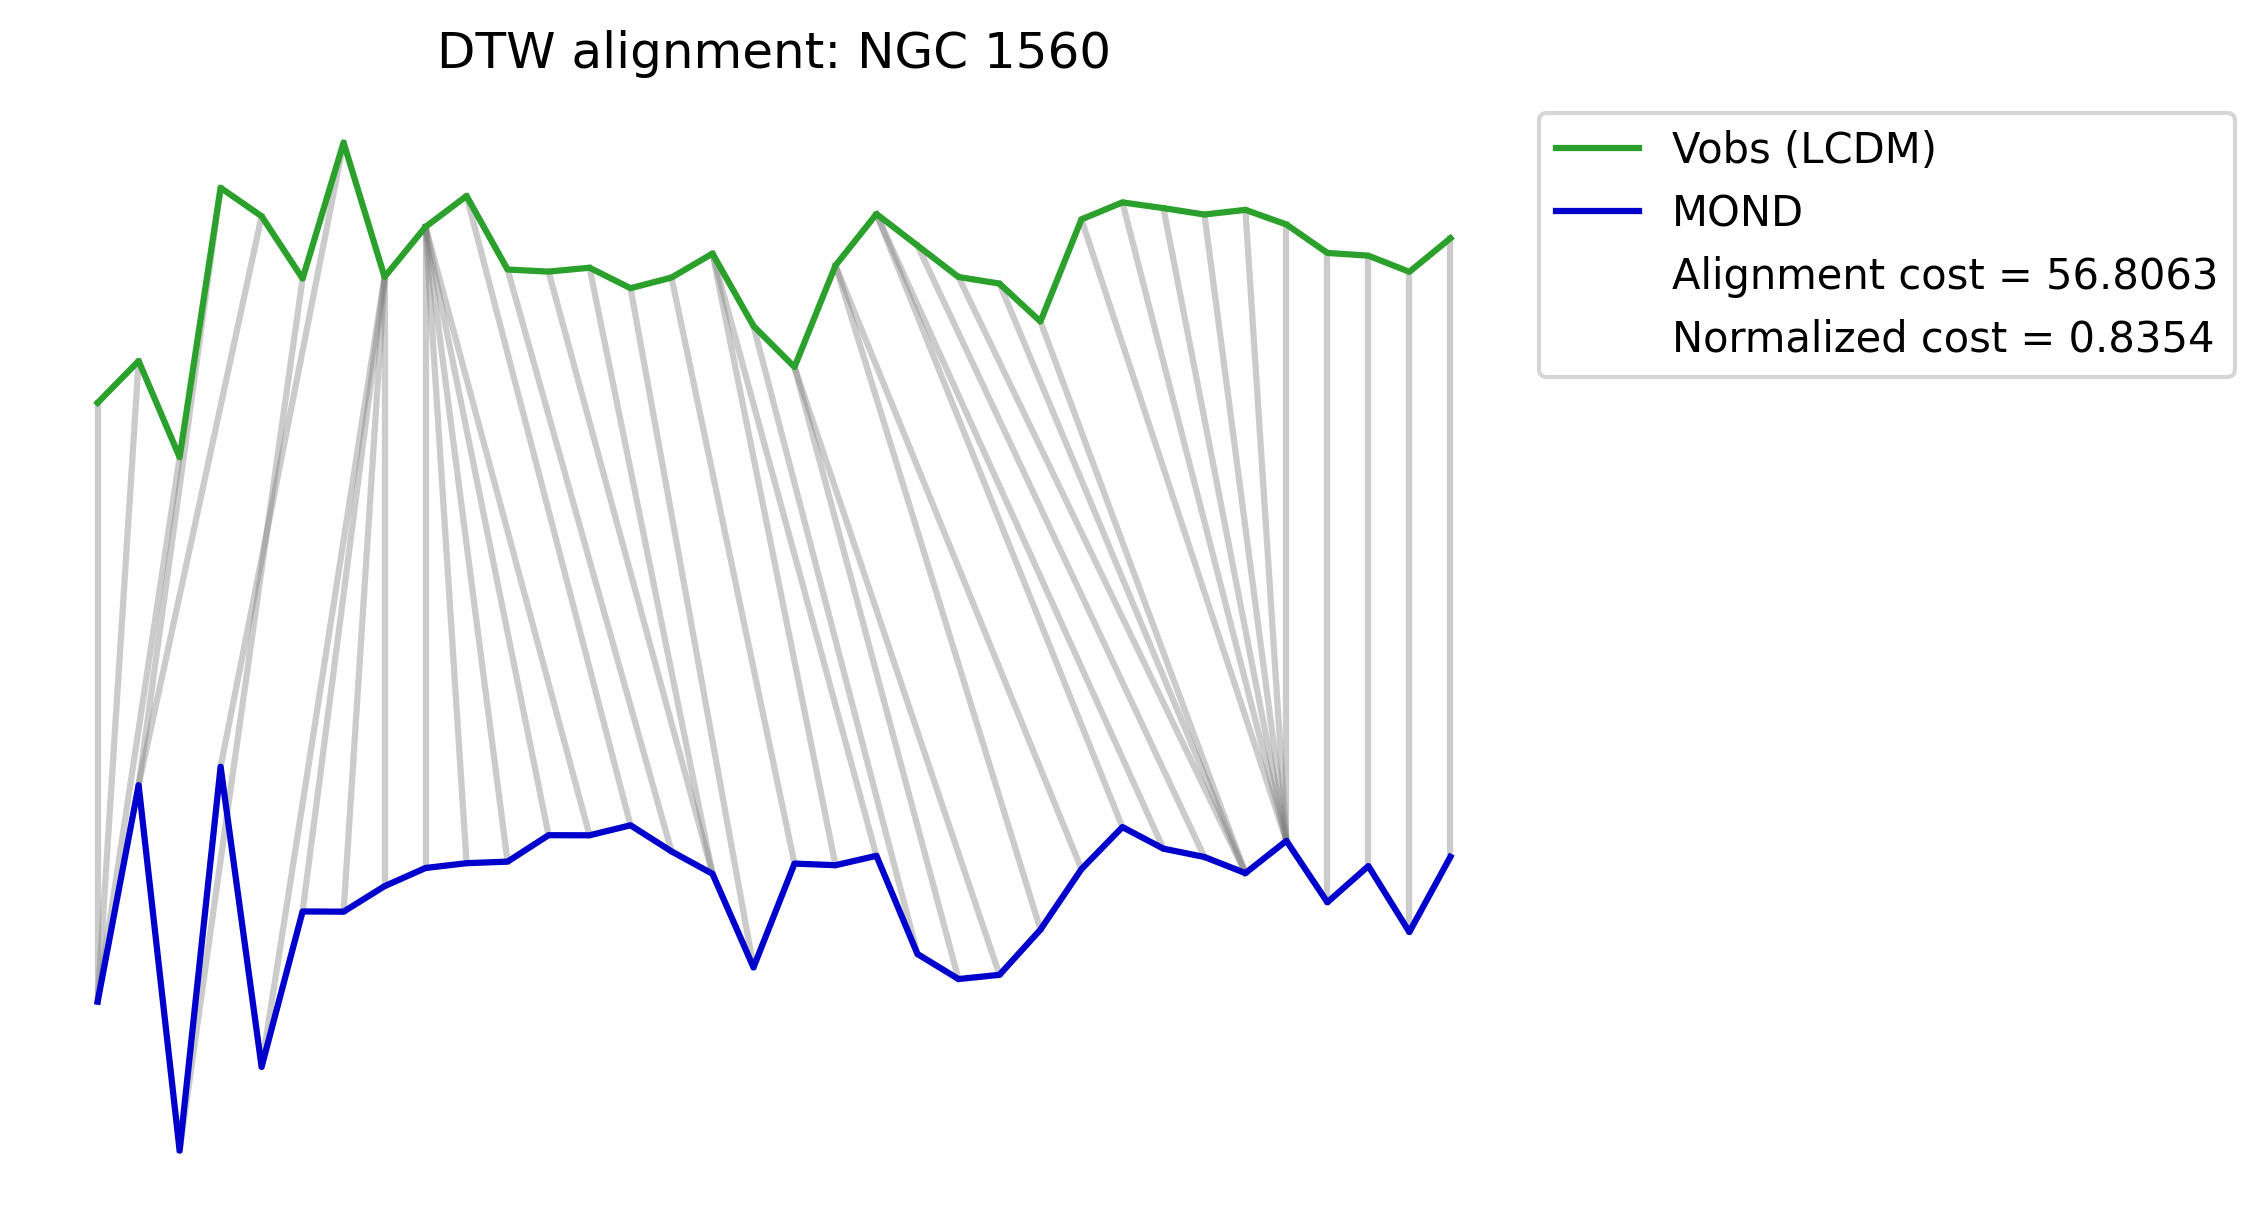 DTW alignment: NGC 1560
Vobs (LCDM)
MOND
Alignment cost = 56.8063
Normalized cost = 0.8354